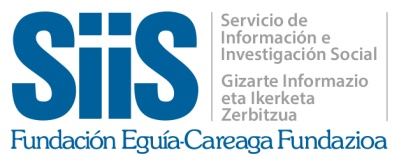 SiiS
Servicio de
Información e
Investigación Social
Gizarte Informazio
eta Ikerketa
Zerbitzua
Fundación Eguía-Careaga Fundazioa